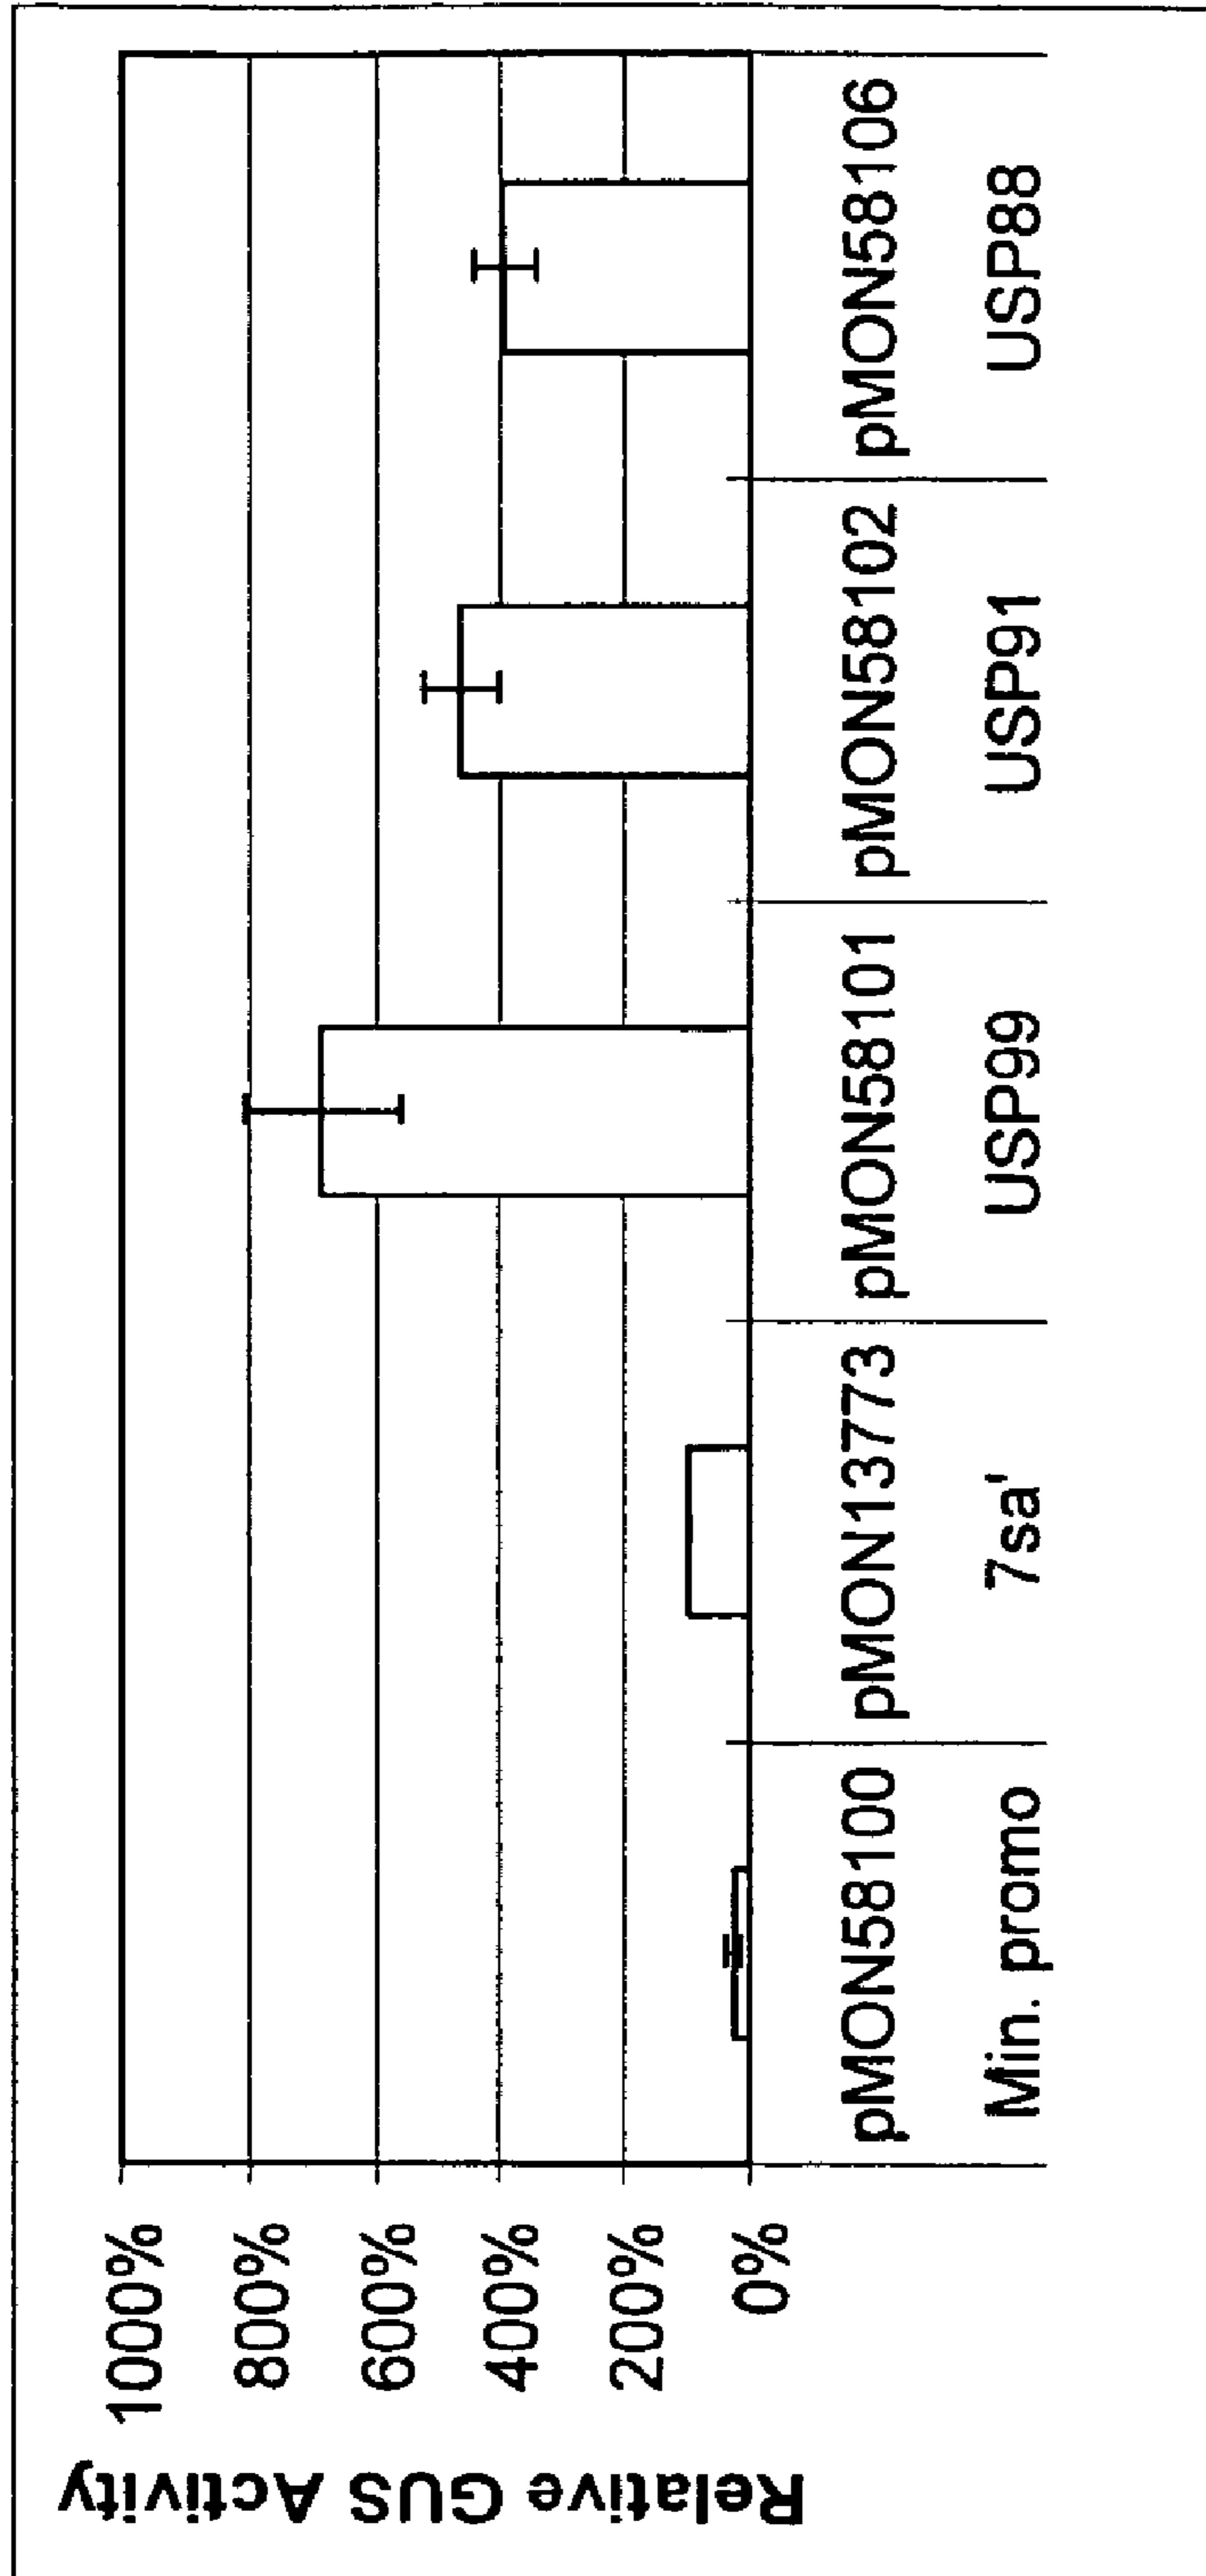 Relative GUS Activity
1000%
800%
600%
400%
200%
0%
pMON58100 pMON13773 pMON58101 pMON58102 pMON58106
Min. promo 7sa' USP99 USP91 USP88